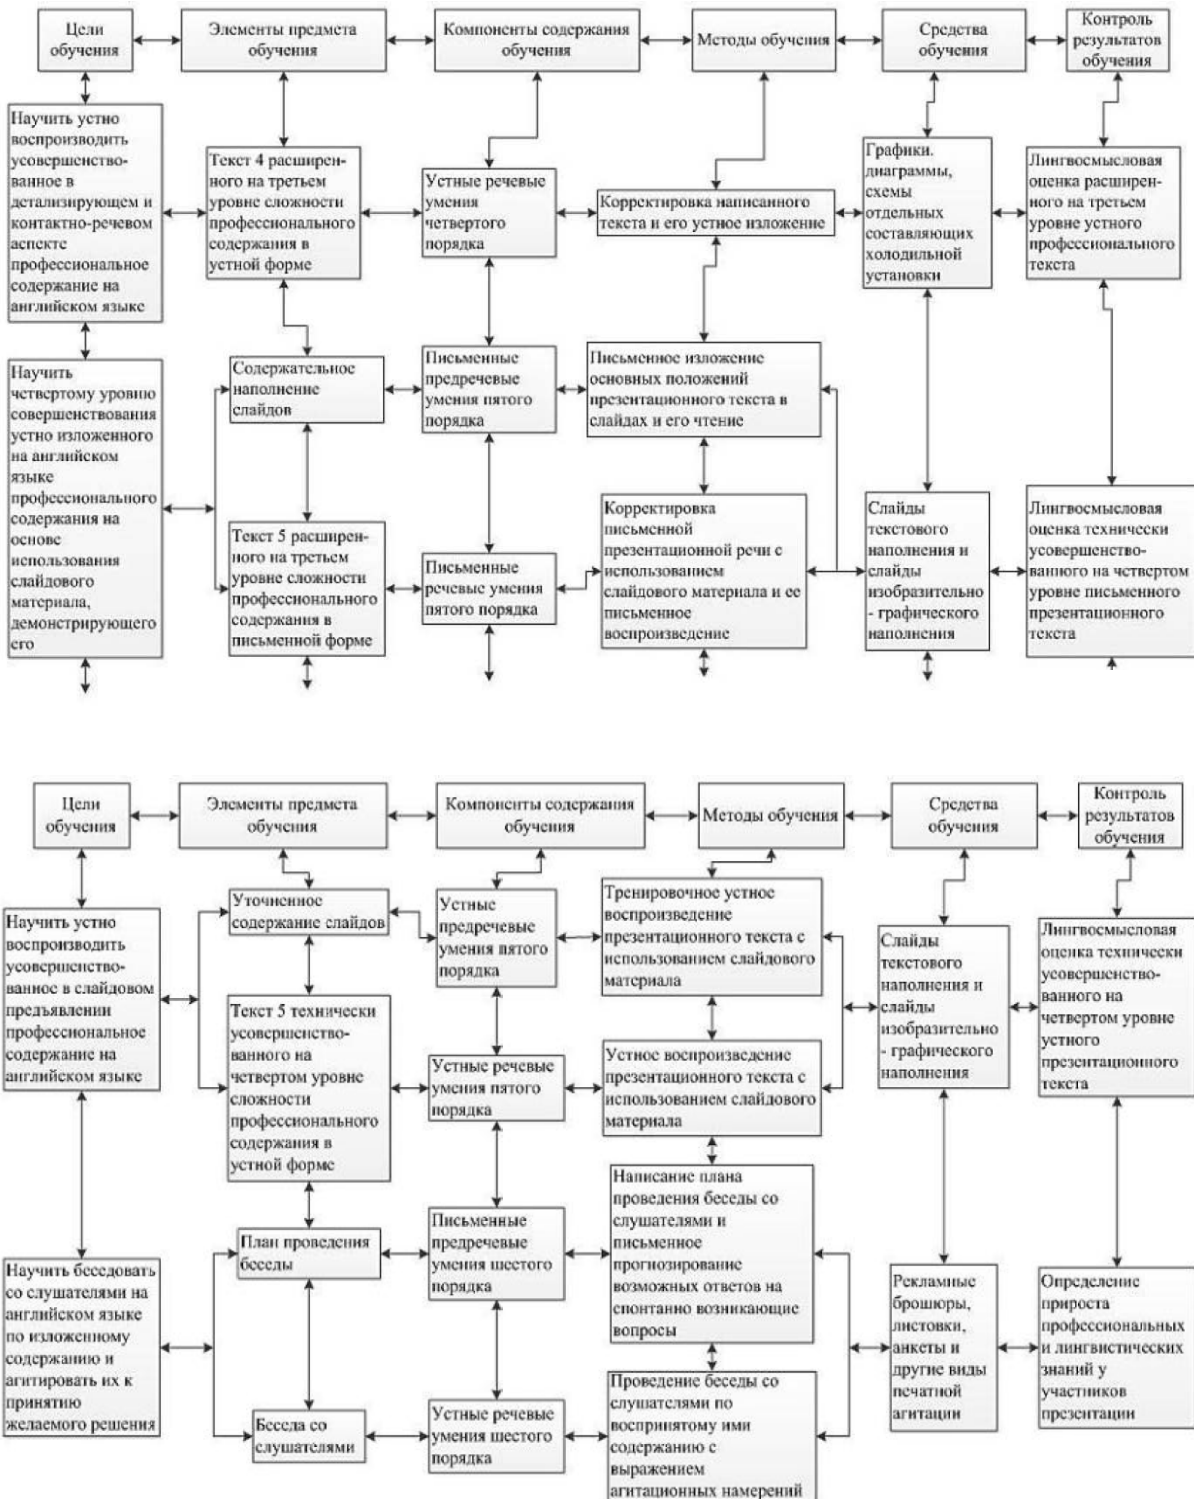 Цели
обучения
Элементы предмета
обучения
Компоненты содержания
обучения
Методы обучения
Средства
обучения
Контроль
результатов
обучения
Научить устно
воспроизводить
усовершенство-
ванное в
детализирующем и
контактно-речевом
аспекте
профессиональное
содержание на
английском языке
Текст 4 расширен-
ного на третьем
уровне сложности
профессионального
содержания в
устной форме
Устные речевые
умения
четвертого
порядка
Корректировка написанного
текста и его устное изложение
Графики.
диаграммы,
схемы
отдельных
составляющих
холодильной
установки
Лингвосмысловая
оценка расширен-
ного на третьем
уровне устного
профессионального
текста
Научить
четвертому уровню
совершенствования
устно изложенного
на английском
языке
профессионального
содержания на
основе
использования
слайдового
материала,
демонстрирующего
его
Содержательное
наполнение
слайдов
Письменные
предречевые
умения пятого
порядка
Письменное изложение
основных положений
презентационного текста в
слайдах и его чтение
Текст 5 расширен-
ного на третьем
уровне сложности
профессионального
содержания в
письменной форме
Письменные
речевые умения
пятого порядка
Корректировка
письменной
презентационной речи с
использованием
слайдового материала и ее
письменное
воспроизведение
Слайды
текстового
наполнения и
слайды
изобразительно
- графического
наполнения
Лингвосмысловая
оценка технически
усовершенство-
ванного на четвертом
уровне письменного
презентационного
текста
Цели
обучения
Элементы предмета
обучения
Компоненты содержания
обучения
Методы обучения
Средства
обучения
Контроль
результатов
обучения
Научить устно
воспроизводить
усовершенство-
ванное в слайдовом
предъявлении
профессиональное
содержание на
английском языке
Уточненное
содержание слайдов
Устные
предречевые
умения пятого
порядка
Тренировочное устное
воспроизведение
презентационного текста с
использованием слайдового
материала
Слайды
текстового
наполнения и
слайды
изобразительно
- графического
наполнения
Лингвосмысловая
оценка технически
усовершенство-
ванного на
четвертом уровне
устного
презентационного
текста
Текст 5 технически
усовершенство-
ванного на
четвертом уровне
сложности
профессионального
содержания в
устной форме
Устные речевые
умения пятого
порядка
Устное воспроизведение
презентационного текста с
использованием слайдового
материала
Научить беседовать
со слушателями на
английском языке
по изложенному
содержанию и
агитировать их к
принятию
желаемого решения
План проведения
беседы
Письменные
предречевые
умения шестого
порядка
Написание плана
проведения беседы со
слушателями и
письменное
прогнозирование
возможных ответов на
спонтанно возникающие
вопросы
Рекламные
брошюры,
листовки,
анкеты и
другие виды
печатной
агитации
Определение
прироста
профессиональных
и лингвистических
знаний у
участников
презентации
Беседа со
слушателями
Устные речевые
умения шестого
порядка
Проведение беседы со
слушателями по
воспринятому ими
содержанию с
выражением
агитационных намерений